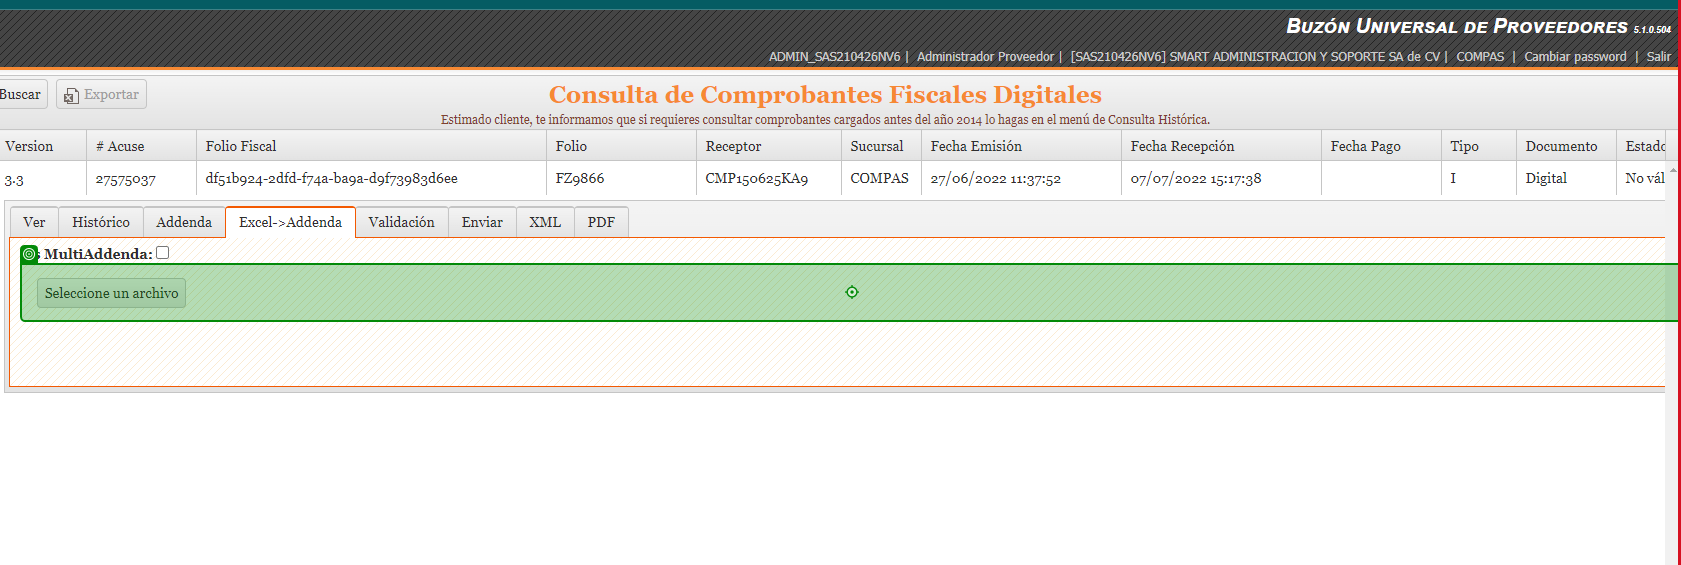 BUZÓN UNIVERSAL DE PROVEEDORES 5.1.0.504
ADMIN_SAS210426NV6 | Administrador Proveedor | [SAS210426NV6] SMART ADMINISTRACION Y SOPORTE SA de CV | COMPAS | Cambiar password | Salir
Buscar Exportar
Consulta de Comprobantes Fiscales Digitales
Estimado cliente, te informamos que si requieres consultar comprobantes cargados antes del año 2014 lo hagas en el menú de Consulta Histórica.
Version # Acuse Folio Fiscal Folio Receptor Sucursal Fecha Emisión Fecha Recepción Fecha Pago Tipo Documento Estado
3.3 27575037 df51b924-2dfd-f74a-ba9a-d9f73983d6ee FZ9866 CMP150625KA9 COMPAS 27/06/2022 11:37:52 07/07/2022 15:17:38 I Digital No vál
Ver Histórico Addenda Excel->Addenda Validación Enviar XML PDF
MultiAddenda:
Seleccione un archivo